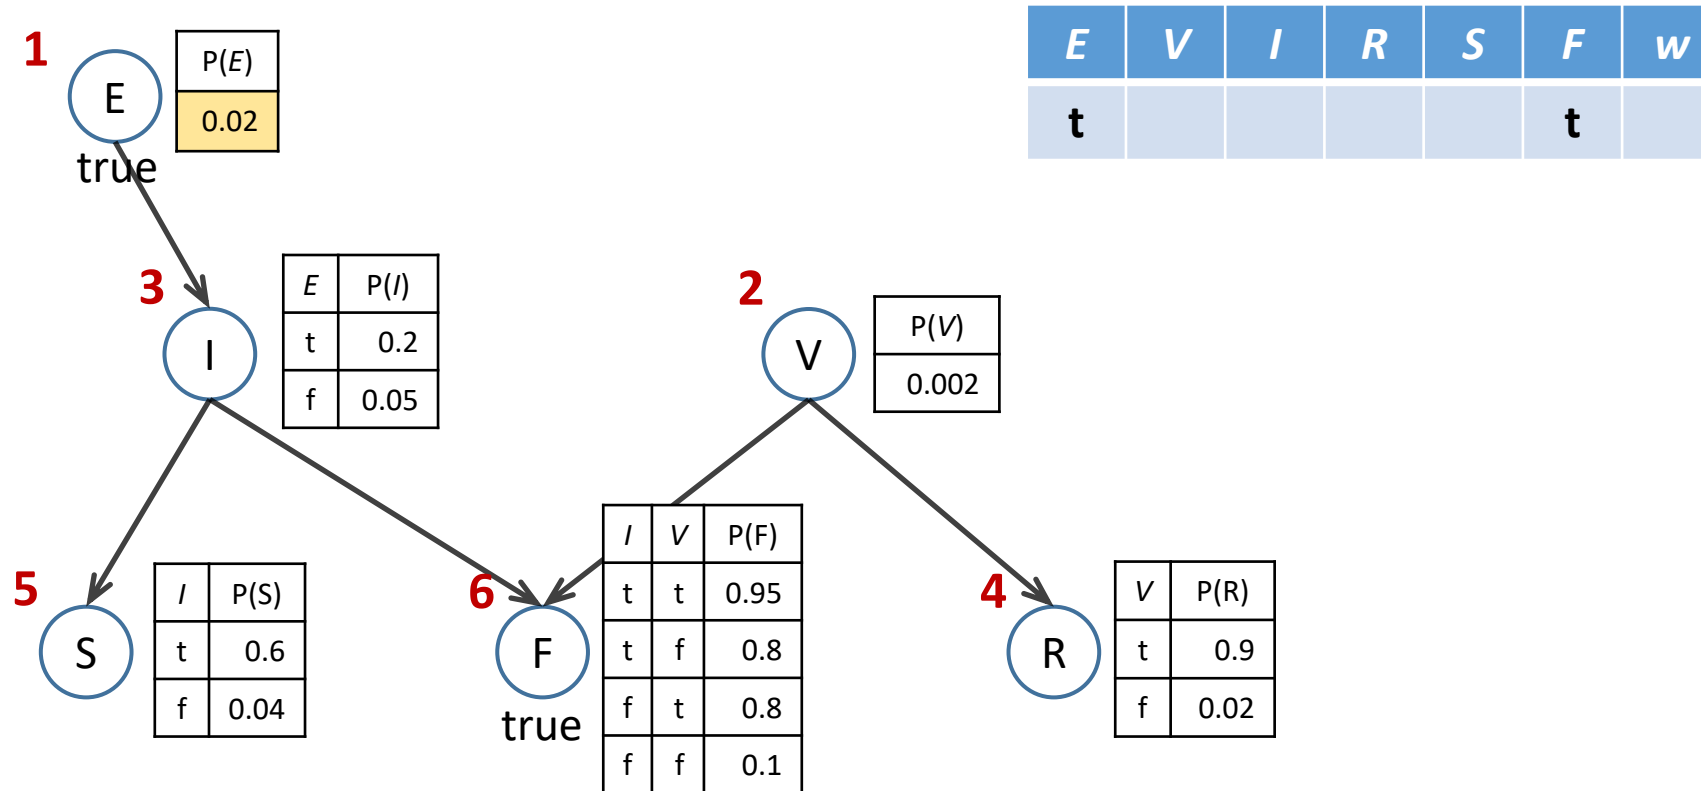 1
P(E)
0.02
E
true
E V I R S F w
t t
3
E P(I)
t 0.2
f 0.05
I
2
P(V)
0.002
V
5
I P(S)
t 0.6
f 0.04
S
6
I V P(F)
t t 0.95
t f 0.8
f t 0.8
f f 0.1
F
true
4
V P(R)
t 0.9
f 0.02
R